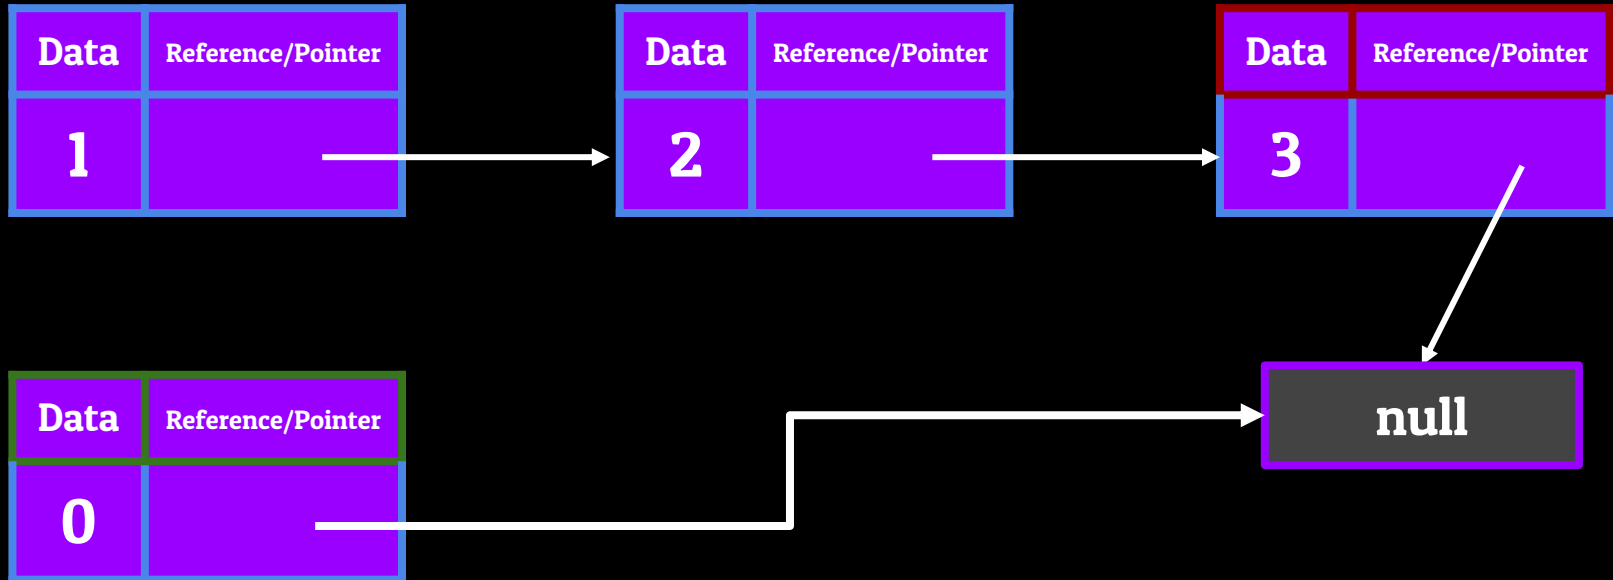 Data Reference/Pointer Data Reference/Pointer Data Reference/Pointer
1 2 3
null
Data Reference/Pointer
0